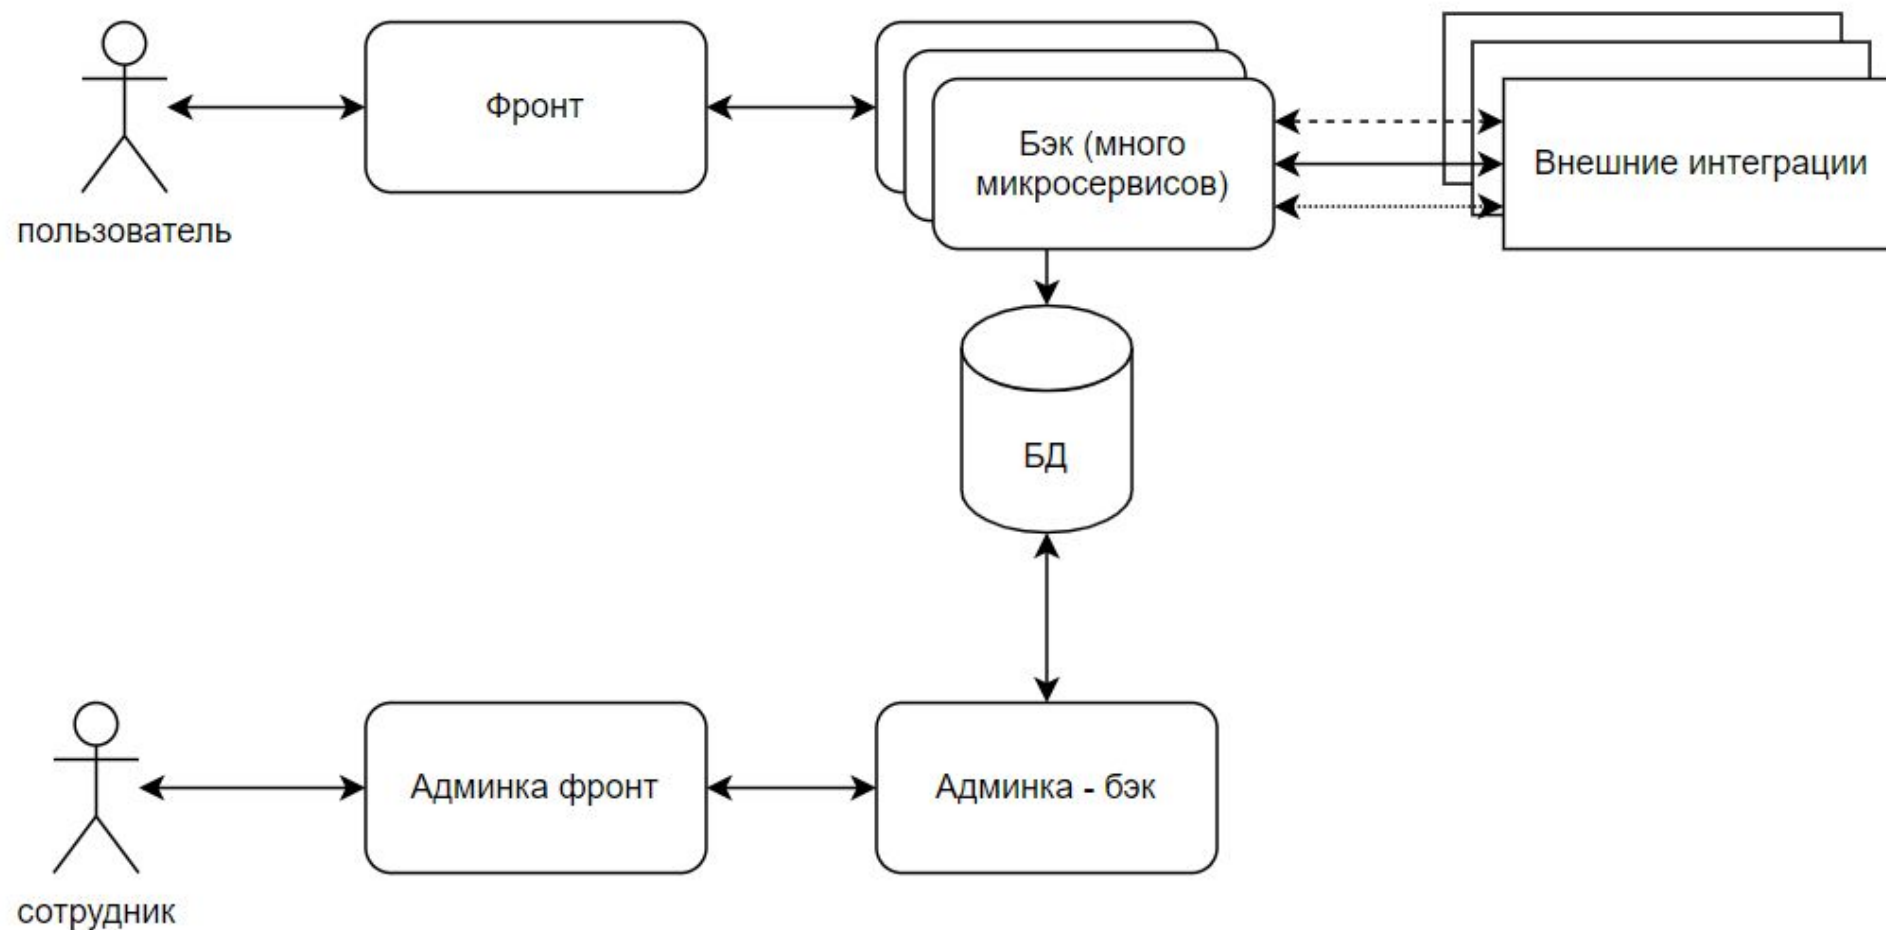 Фронт
Бэк (много
микросервисов)
Внешние интеграции
пользователь
БД
Админка фронт
Админка - бэк
сотрудник